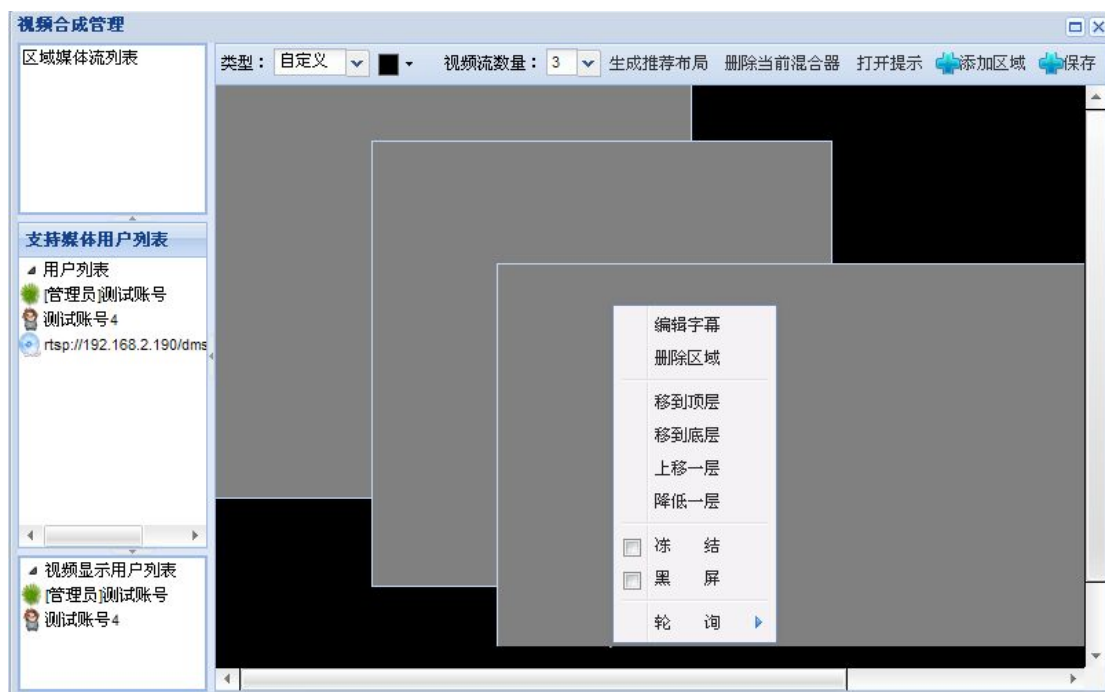 视频合成管理
区域媒体流列表
类型： 自定义 视频流数量： 3 生成推荐布局 删除当前混合器 打开提示 添加区域 保存
支持媒体用户列表
用户列表
[管理员]测试账号
测试账号4
rtsp://192.168.2.190/dms
编辑字幕
删除区域
移到顶层
移到底层
上移一层
降低一层
冻 结
黑 屏
轮 询
视频显示用户列表
[管理员]测试账号
测试账号4